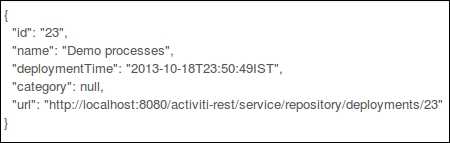 {
"id": "23",
"name": "Demo processes",
"deploymentTime": "2013-10-18T23:50:49IST",
"category": null,
"url": "http://localhost:8080/activiti-rest/service/repository/deployments/23"
}